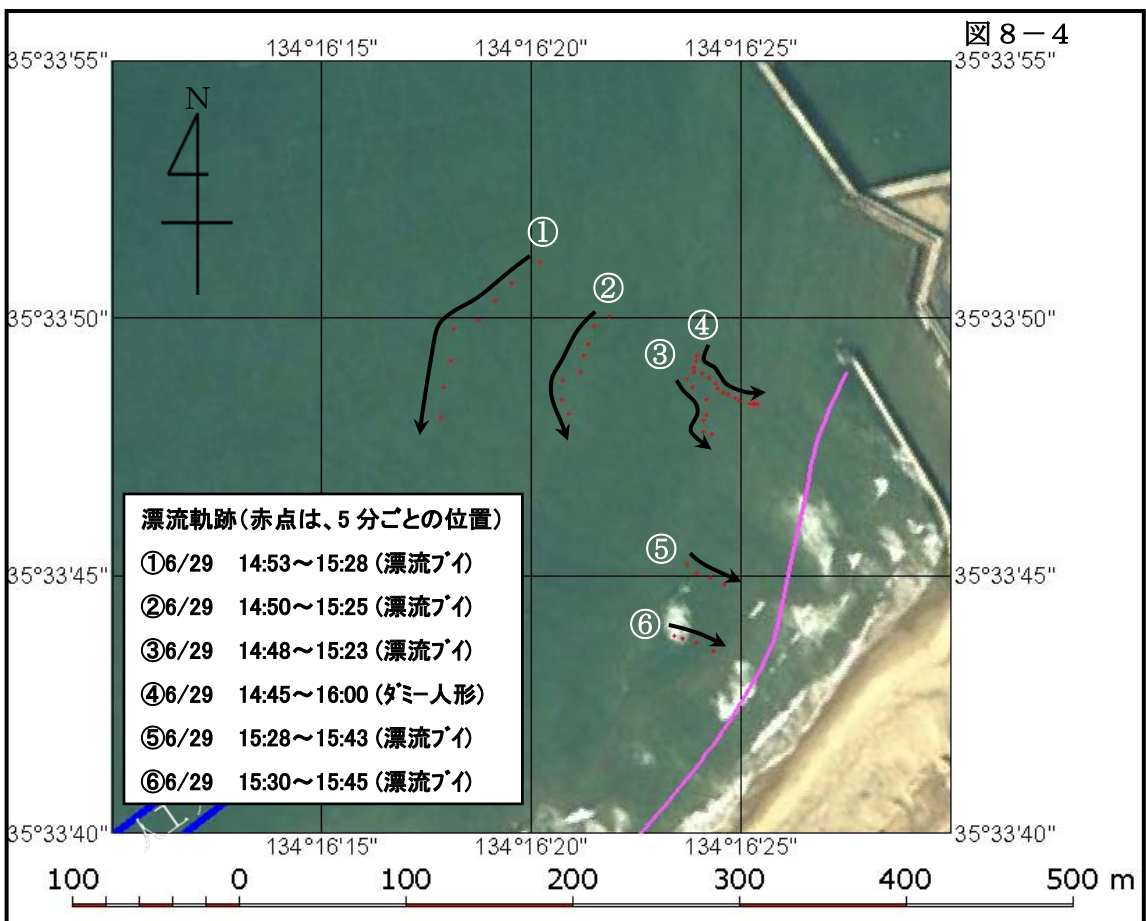 図8-4
134°16'15" 134°16'20" 134°16'25"
35°33'55" 35°33'55"
N
①
②
35°33'50" 35°33'50"
④
③
漂流軌跡(赤点は、5分ごとの位置)
①6/29 14:53~15:28 (漂流ブイ)
②6/29 14:50~15:25 (漂流ブイ)
③6/29 14:48~15:23 (漂流ブイ)
④6/29 14:45~16:00 (ダミー人形)
⑤6/29 15:28~15:43 (漂流ブイ)
⑥6/29 15:30~15:45 (漂流ブイ)
⑤
35°33'45" 35°33'45"
⑥
35°33'40" 35°33'40"
134°16'15" 134°16'20" 134°16'25"
100 0 100 200 300 400 500 m